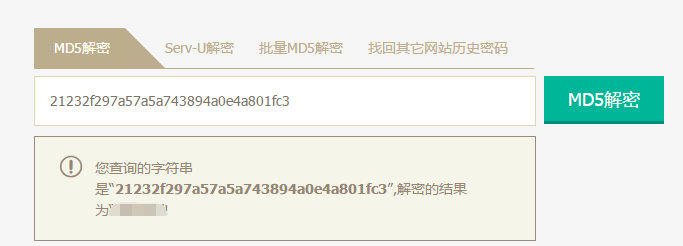 MD5解密 Serv-U解密 批量MD5解密 找回其它网站历史密码
21232f297a57a5a743894a0e4a801fc3 MD5解密
您查询的字符串
是"21232f297a57a5a743894a0e4a801fc3",解密的结果
为"